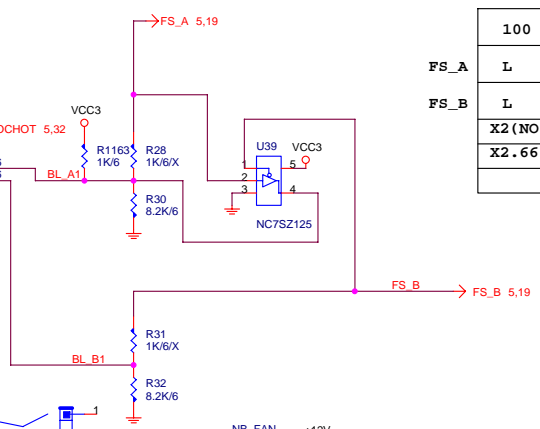 FS_A 5,19
100
FS_A L
FS_B L
X2(NO
X2.66
OCHOT 5,32
VCC3
R1163
1K/6
R28
1K/6/X
BL_A1
R30
8.2K/6
U39
VCC3
1
5
2
3
4
NC7SZ125
FS_B
FS_B 5,19
R31
1K/6/X
BL_B1
R32
8.2K/6
1
NB_FAN
+12V